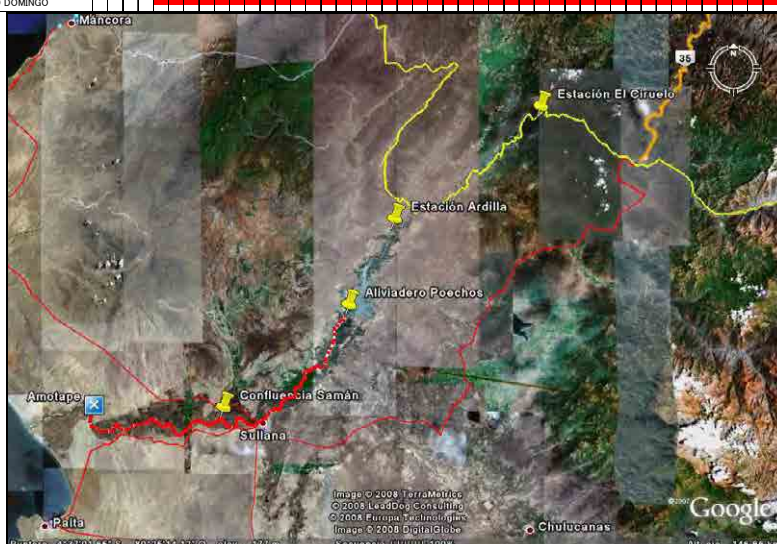 DOMINGO
Mancora
35
N
Estación El Ciruelo
Estación Ardilla
Aliviadero Poechos
Amotape
Confluencia Samán
Sullana
Image © 2008 TerraMetrics
© 2008 LeadDog Consulting
© 2008 Europa Technologies
Image © 2008 DigitalGlobe
©2007 Google
Paita
Chulucanas